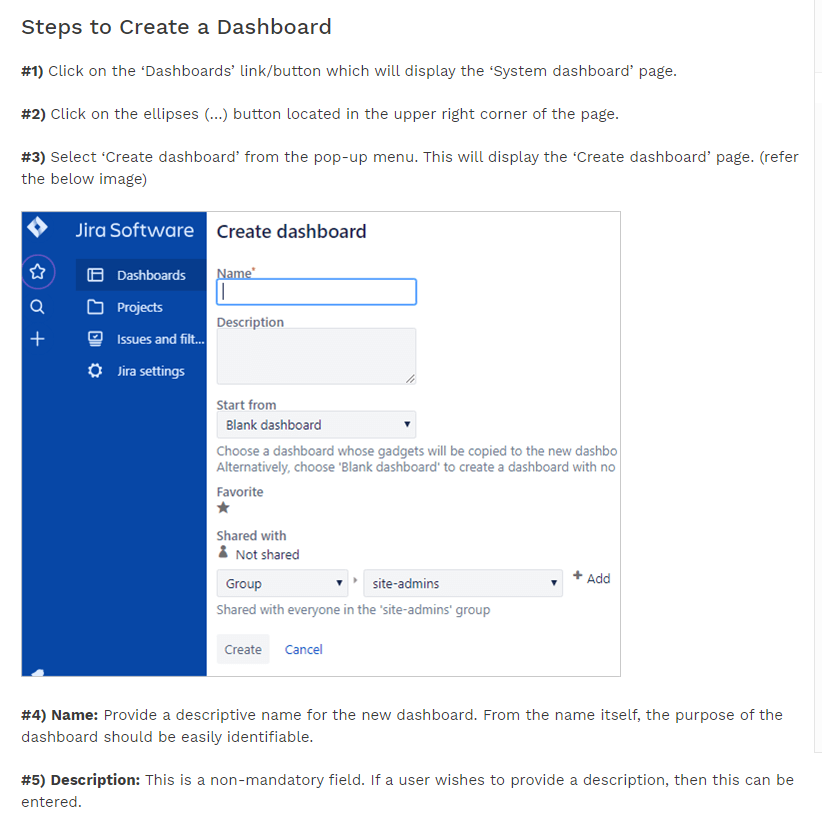 Steps to Create a Dashboard
#1) Click on the ‘Dashboards’ link/button which will display the ‘System dashboard’ page.
#2) Click on the ellipses (...) button located in the upper right corner of the page.
#3) Select ‘Create dashboard’ from the pop-up menu. This will display the ‘Create dashboard’ page. (refer
the below image)
Jira Software
Dashboards
Projects
Issues and filt...
Jira settings
Create dashboard
Name*
Description
Start from
Blank dashboard
Choose a dashboard whose gadgets will be copied to the new dashbo
Alternatively, choose 'Blank dashboard' to create a dashboard with no
Favorite
Shared with
Not shared
Group site-admins + Add
Shared with everyone in the 'site-admins' group
Create Cancel
#4) Name: Provide a descriptive name for the new dashboard. From the name itself, the purpose of the
dashboard should be easily identifiable.
#5) Description: This is a non-mandatory field. If a user wishes to provide a description, then this can be
entered.